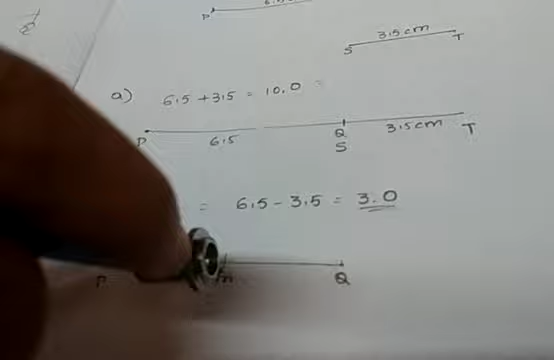 P
3.5cm
S T
a) 6.5 + 3.5 = 10.0 =
P 6.5 Q S 3.5cm T
= 6.5 - 3.5 = 3.0
P Q